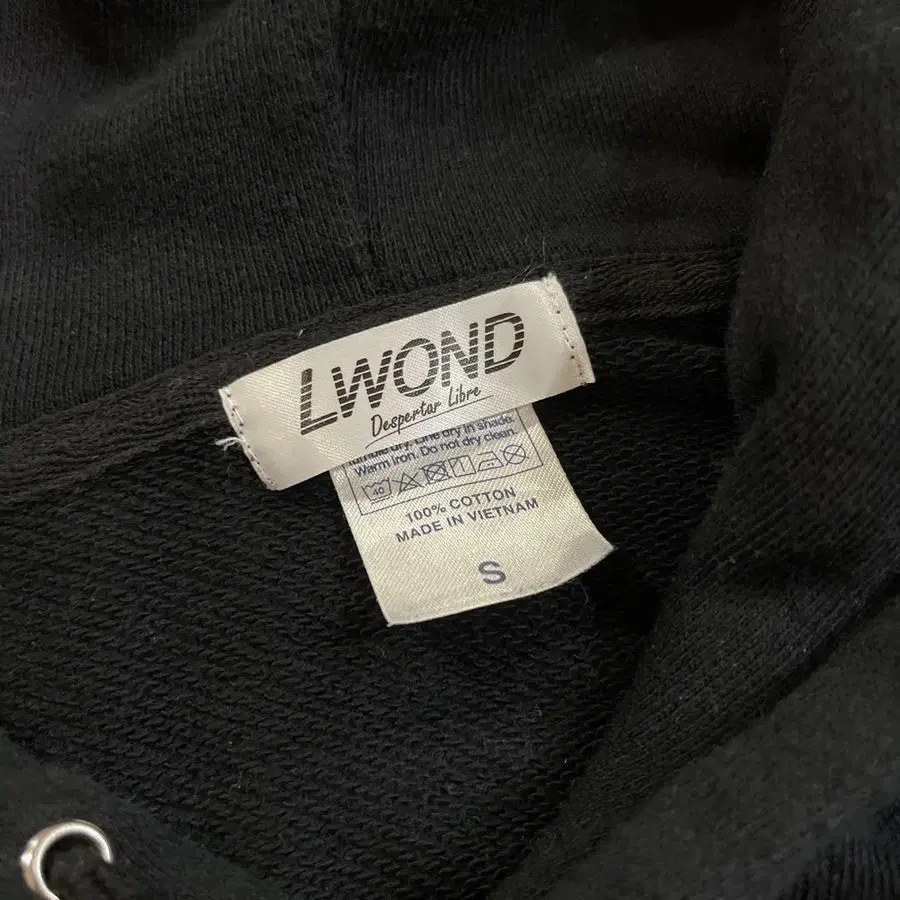 LWOND
Despertar Libre
tumble dry. Line dry in shade.
Warm iron. Do not dry clean.
40
100% COTTON
MADE IN VIETNAM
S